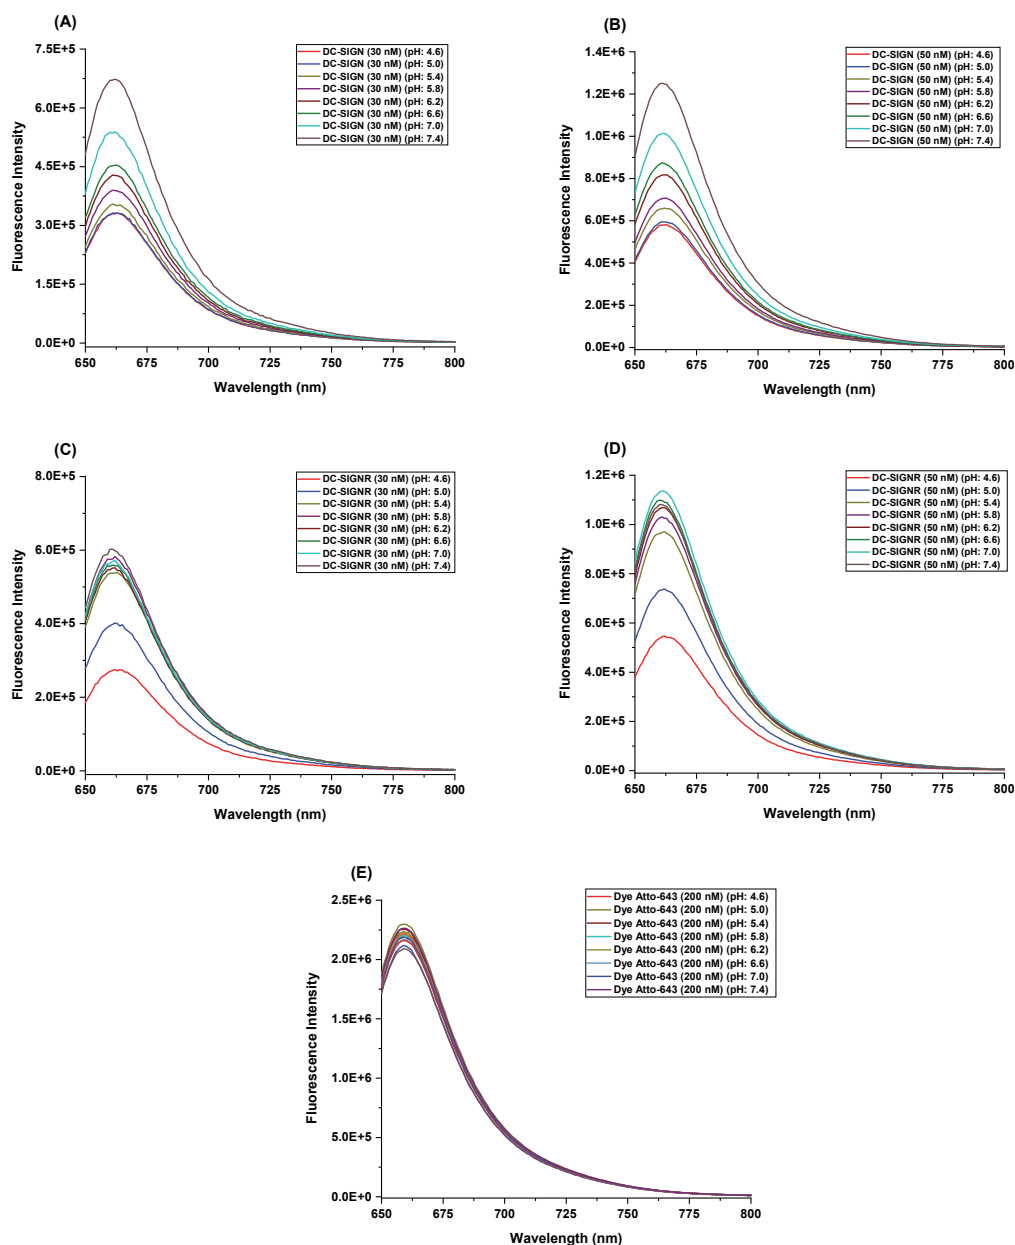 (A)
7.5E+5
6.0E+5
4.5E+5
3.0E+5
1.5E+5
0.0E+0
Fluorescence Intensity
650 675 700 725 750 775 800
Wavelength (nm)
DC-SIGN (30 nM) (pH: 4.6)
DC-SIGN (30 nM) (pH: 5.0)
DC-SIGN (30 nM) (pH: 5.4)
DC-SIGN (30 nM) (pH: 5.8)
DC-SIGN (30 nM) (pH: 6.2)
DC-SIGN (30 nM) (pH: 6.6)
DC-SIGN (30 nM) (pH: 7.0)
DC-SIGN (30 nM) (pH: 7.4)
(B)
1.4E+6
1.2E+6
1.0E+6
8.0E+5
6.0E+5
4.0E+5
2.0E+5
0.0E+0
Fluorescence Intensity
650 675 700 725 750 775 800
Wavelength (nm)
DC-SIGN (50 nM) (pH: 4.6)
DC-SIGN (50 nM) (pH: 5.0)
DC-SIGN (50 nM) (pH: 5.4)
DC-SIGN (50 nM) (pH: 5.8)
DC-SIGN (50 nM) (pH: 6.2)
DC-SIGN (50 nM) (pH: 6.6)
DC-SIGN (50 nM) (pH: 7.0)
DC-SIGN (50 nM) (pH: 7.4)
(C)
8.0E+5
6.0E+5
4.0E+5
2.0E+5
0.0E+0
Fluorescence Intensity
650 675 700 725 750 775 800
Wavelength (nm)
DC-SIGNR (30 nM) (pH: 4.6)
DC-SIGNR (30 nM) (pH: 5.0)
DC-SIGNR (30 nM) (pH: 5.4)
DC-SIGNR (30 nM) (pH: 5.8)
DC-SIGNR (30 nM) (pH: 6.2)
DC-SIGNR (30 nM) (pH: 6.6)
DC-SIGNR (30 nM) (pH: 7.0)
DC-SIGNR (30 nM) (pH: 7.4)
(D)
1.2E+6
1.0E+6
8.0E+5
6.0E+5
4.0E+5
2.0E+5
0.0E+0
Fluorescence Intensity
650 675 700 725 750 775 800
Wavelength (nm)
DC-SIGNR (50 nM) (pH: 4.6)
DC-SIGNR (50 nM) (pH: 5.0)
DC-SIGNR (50 nM) (pH: 5.4)
DC-SIGNR (50 nM) (pH: 5.8)
DC-SIGNR (50 nM) (pH: 6.2)
DC-SIGNR (50 nM) (pH: 6.6)
DC-SIGNR (50 nM) (pH: 7.0)
DC-SIGNR (50 nM) (pH: 7.4)
(E)
2.5E+6
2.0E+6
1.5E+6
1.0E+6
5.0E+5
0.0E+0
Fluorescence Intensity
650 675 700 725 750 775 800
Wavelength (nm)
Dye Atto-643 (200 nM) (pH: 4.6)
Dye Atto-643 (200 nM) (pH: 5.0)
Dye Atto-643 (200 nM) (pH: 5.4)
Dye Atto-643 (200 nM) (pH: 5.8)
Dye Atto-643 (200 nM) (pH: 6.2)
Dye Atto-643 (200 nM) (pH: 6.6)
Dye Atto-643 (200 nM) (pH: 7.0)
Dye Atto-643 (200 nM) (pH: 7.4)